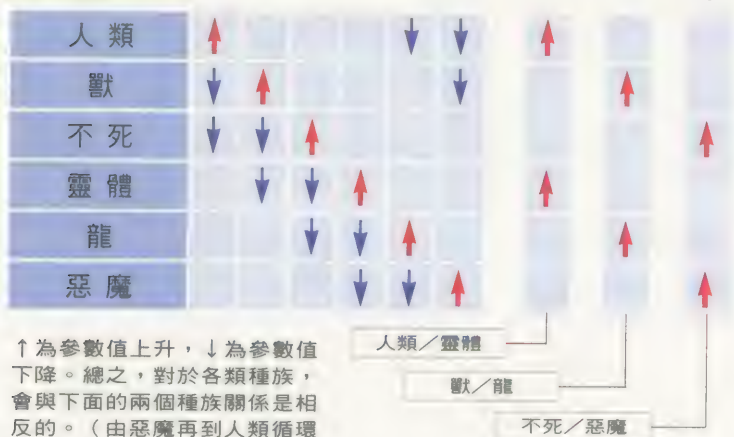 人類
獸
不死
靈體
龍
惡魔
人類／靈體
獸／龍
不死／惡魔
↑為參數值上升，↓為參數值
下降。總之，對於各類種族，
會與下面的兩個種族關係是相
反的。（由惡魔再到人類循環